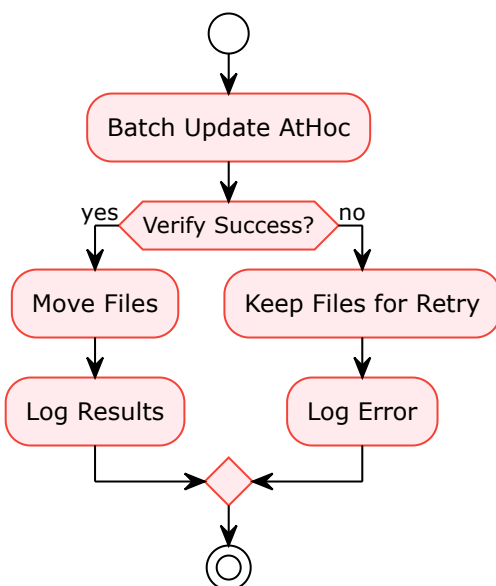 Batch Update AtHoc
yes
Verify Success?
no
Move Files
Keep Files for Retry
Log Results
Log Error